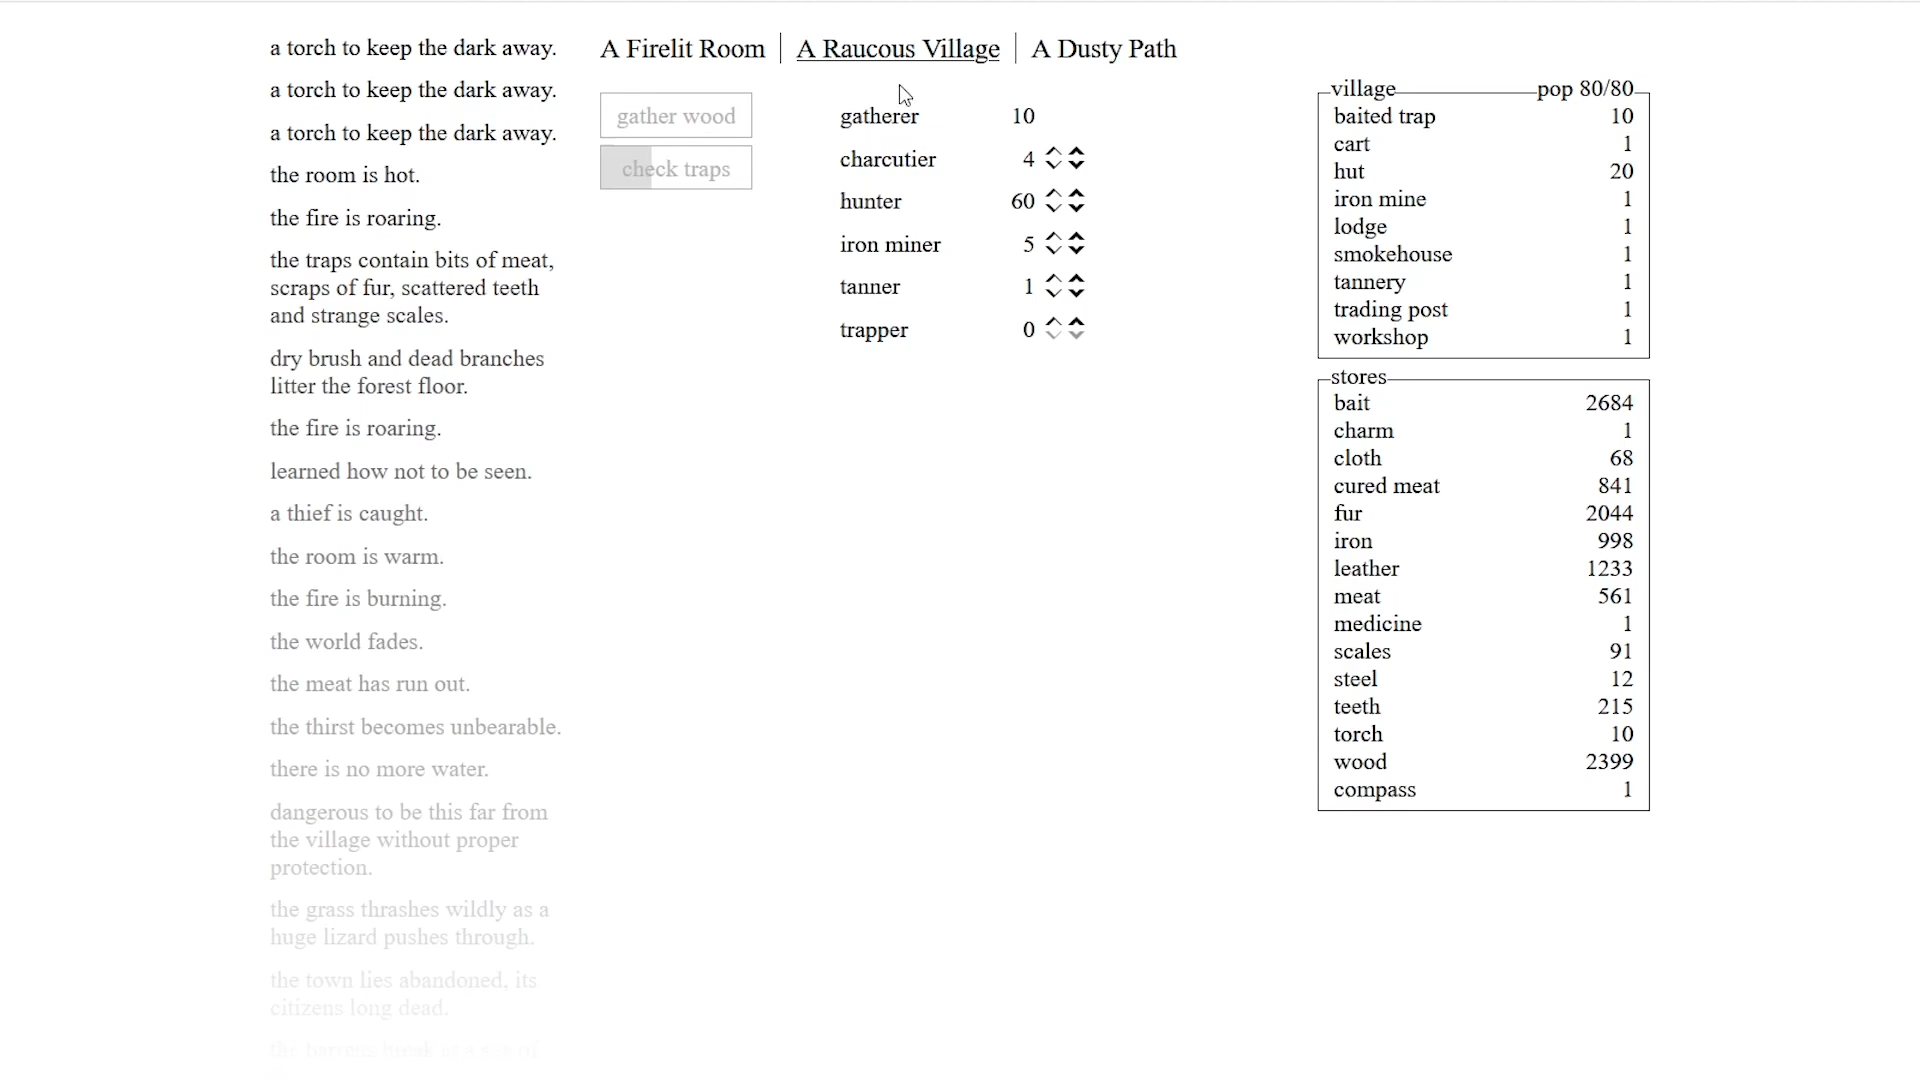 a torch to keep the dark away.
a torch to keep the dark away.
a torch to keep the dark away.
the room is hot.
the fire is roaring.
the traps contain bits of meat,
scraps of fur, scattered teeth
and strange scales.
dry brush and dead branches
litter the forest floor.
the fire is roaring.
learned how not to be seen.
a thief is caught.
the room is warm.
the fire is burning.
the world fades.
the meat has run out.
the thirst becomes unbearable.
there is no more water.
dangerous to be this far from
the village without proper
protection.
the grass thrashes wildly as a
huge lizard pushes through.
the town lies abandoned, its
citizens long dead.
A Firelit Room | A Raucous Village | A Dusty Path
gather wood
check traps
gatherer 10
charcutier 4
hunter 60
iron miner 5
tanner 1
trapper 0
village pop 80/80
baited trap 10
cart 1
hut 20
iron mine 1
lodge 1
smokehouse 1
tannery 1
trading post 1
workshop 1
stores
bait 2684
charm 1
cloth 68
cured meat 841
fur 2044
iron 998
leather 1233
meat 561
medicine 1
scales 91
steel 12
teeth 215
torch 10
wood 2399
compass 1